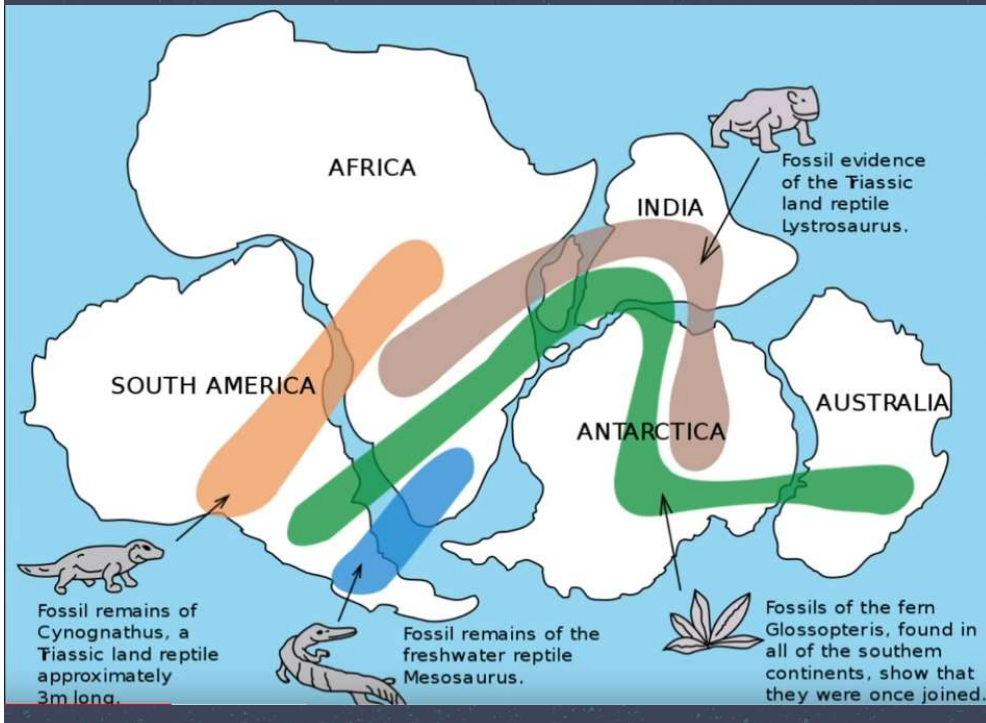 AFRICA
INDIA
Fossil evidence
of the Triassic
land reptile
Lystrosaurus.
SOUTH AMERICA
ANTARCTICA
AUSTRALIA
Fossil remains of
Cynognathus, a
Triassic land reptile
approximately
3m long.
Fossil remains of the
freshwater reptile
Mesosaurus.
Fossils of the fern
Glossopteris, found in
all of the southern
continents, show that
they were once joined.